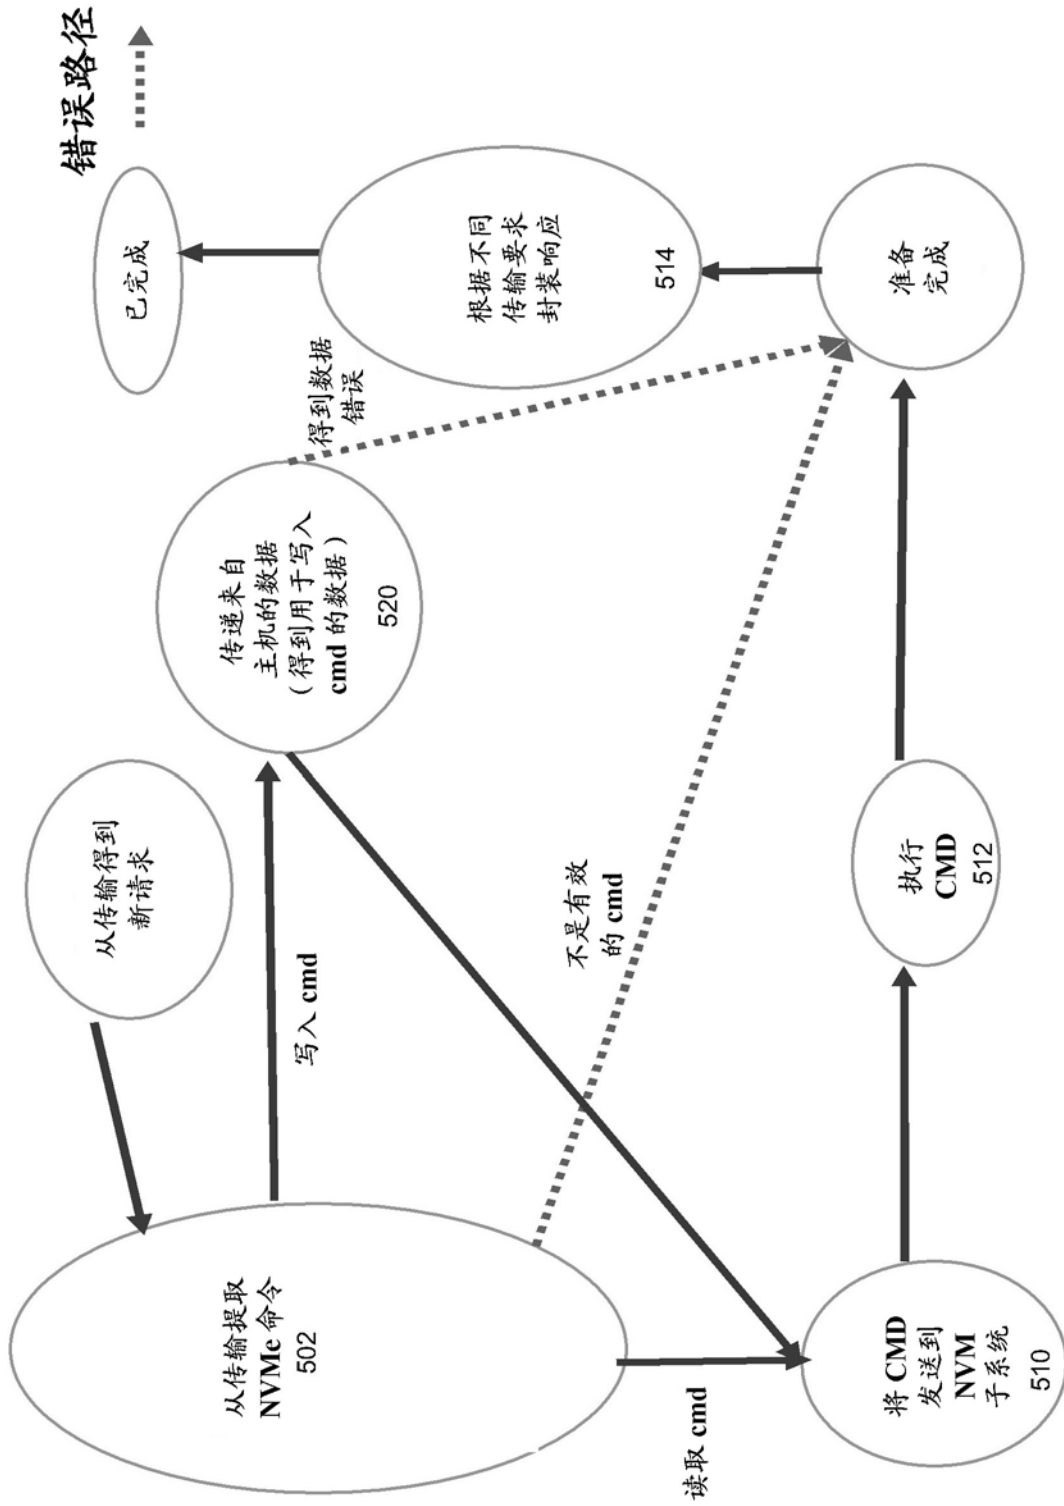 错误路径
从传输得到
新请求
已完成
从传输提取
NVMe 命令
502
写入 cmd
传递来自
主机的数据
（得到用于写入
cmd 的数据）
520
得到数据
错误
根据不同
传输要求
封装响应
514
不是有效
的 cmd
读取 cmd
将 CMD
发送到
NVM
子系统
510
执行
CMD
512
准备
完成